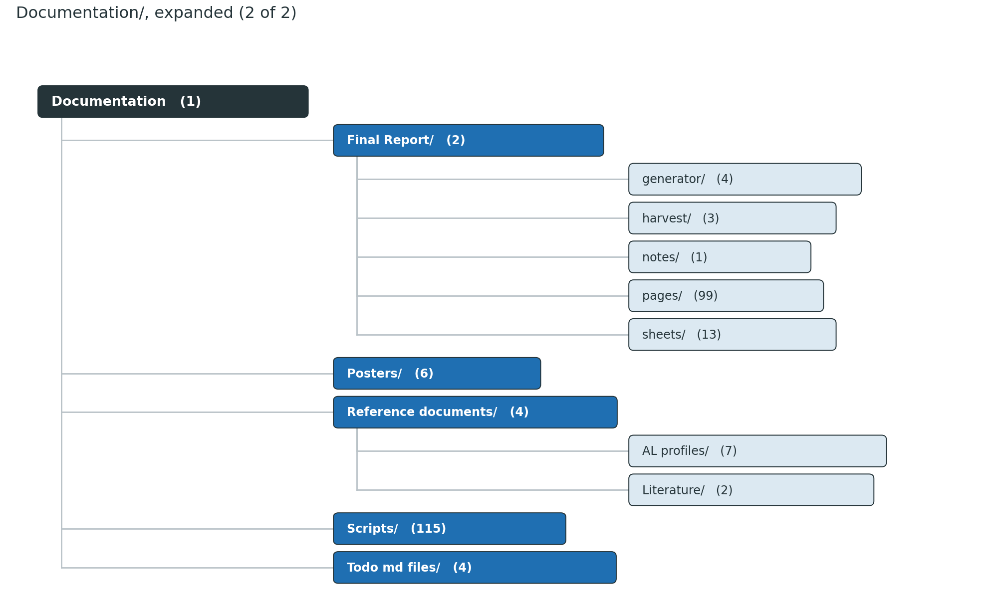 Documentation/, expanded (2 of 2)
Documentation (1)
Final Report/ (2)
generator/ (4)
harvest/ (3)
notes/ (1)
pages/ (99)
sheets/ (13)
Posters/ (6)
Reference documents/ (4)
AL profiles/ (7)
Literature/ (2)
Scripts/ (115)
Todo md files/ (4)